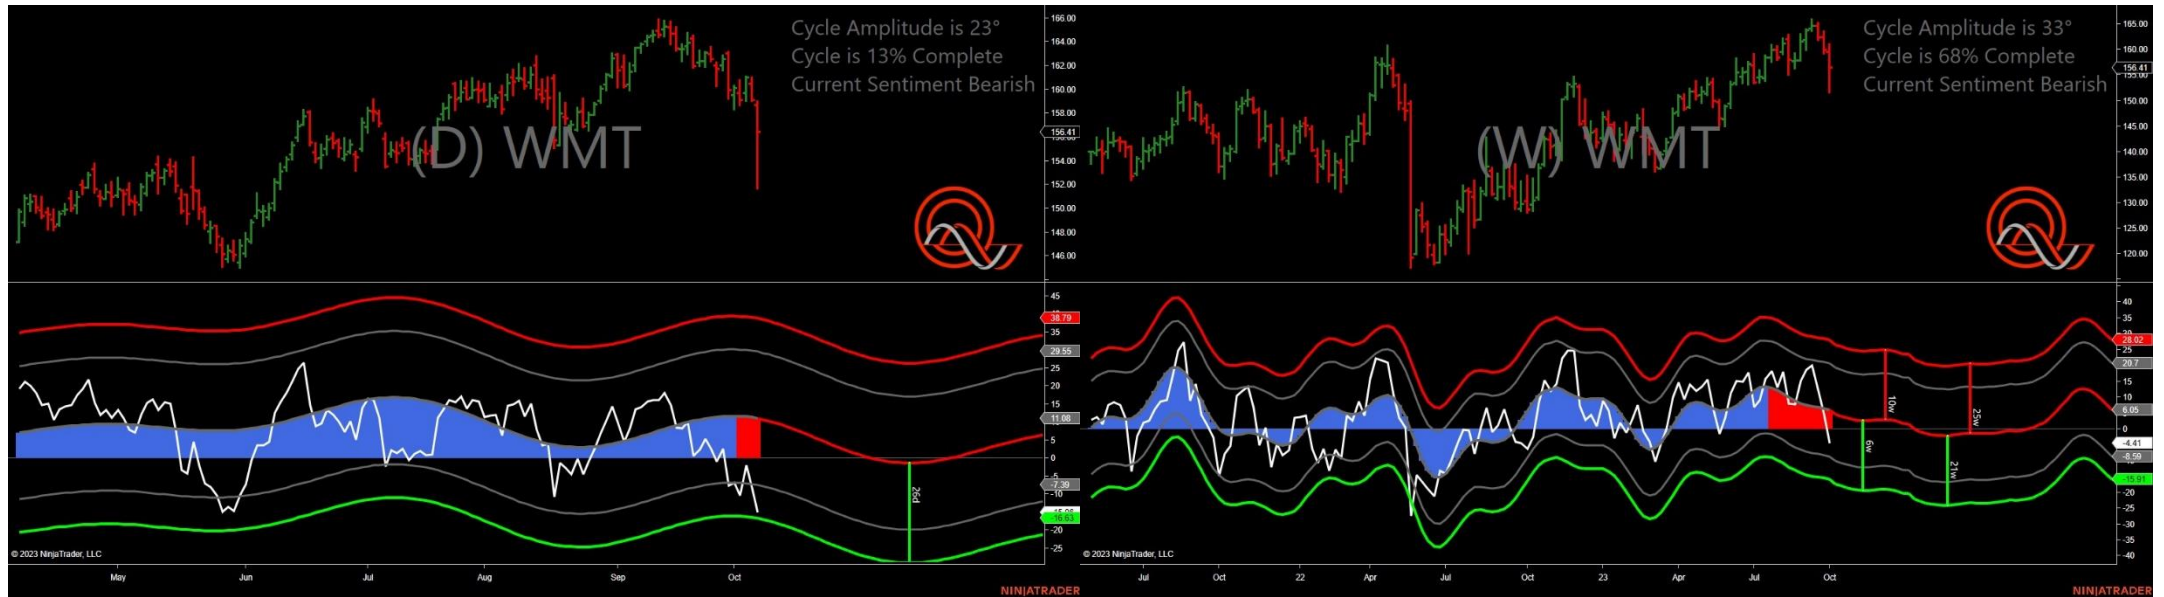 Cycle Amplitude is 23°
Cycle is 13% Complete
Current Sentiment Bearish
(D) WMT
166.00
164.00
162.00
160.00
158.00
156.41
154.00
152.00
150.00
148.00
146.00
45
38.79
35
29.55
25
20
15
11.08
5
0
-7.39
-10
-16.63
-20
-25
26d
© 2023 NinjaTrader, LLC
May Jun Jul Aug Sep Oct
NINJATRADER
Cycle Amplitude is 33°
Cycle is 68% Complete
Current Sentiment Bearish
(W) WMT
165.00
160.00
156.41
155.00
150.00
145.00
140.00
135.00
130.00
125.00
120.00
40
35
28.02
25
20.7
15
10
6.05
0
-4.41
-8.59
-15.91
-20
-25
-30
-35
-40
10w
25w
6w
21w
© 2023 NinjaTrader, LLC
Jul Oct 22 Apr Jul Oct 23 Apr Jul Oct
NINJATRADER